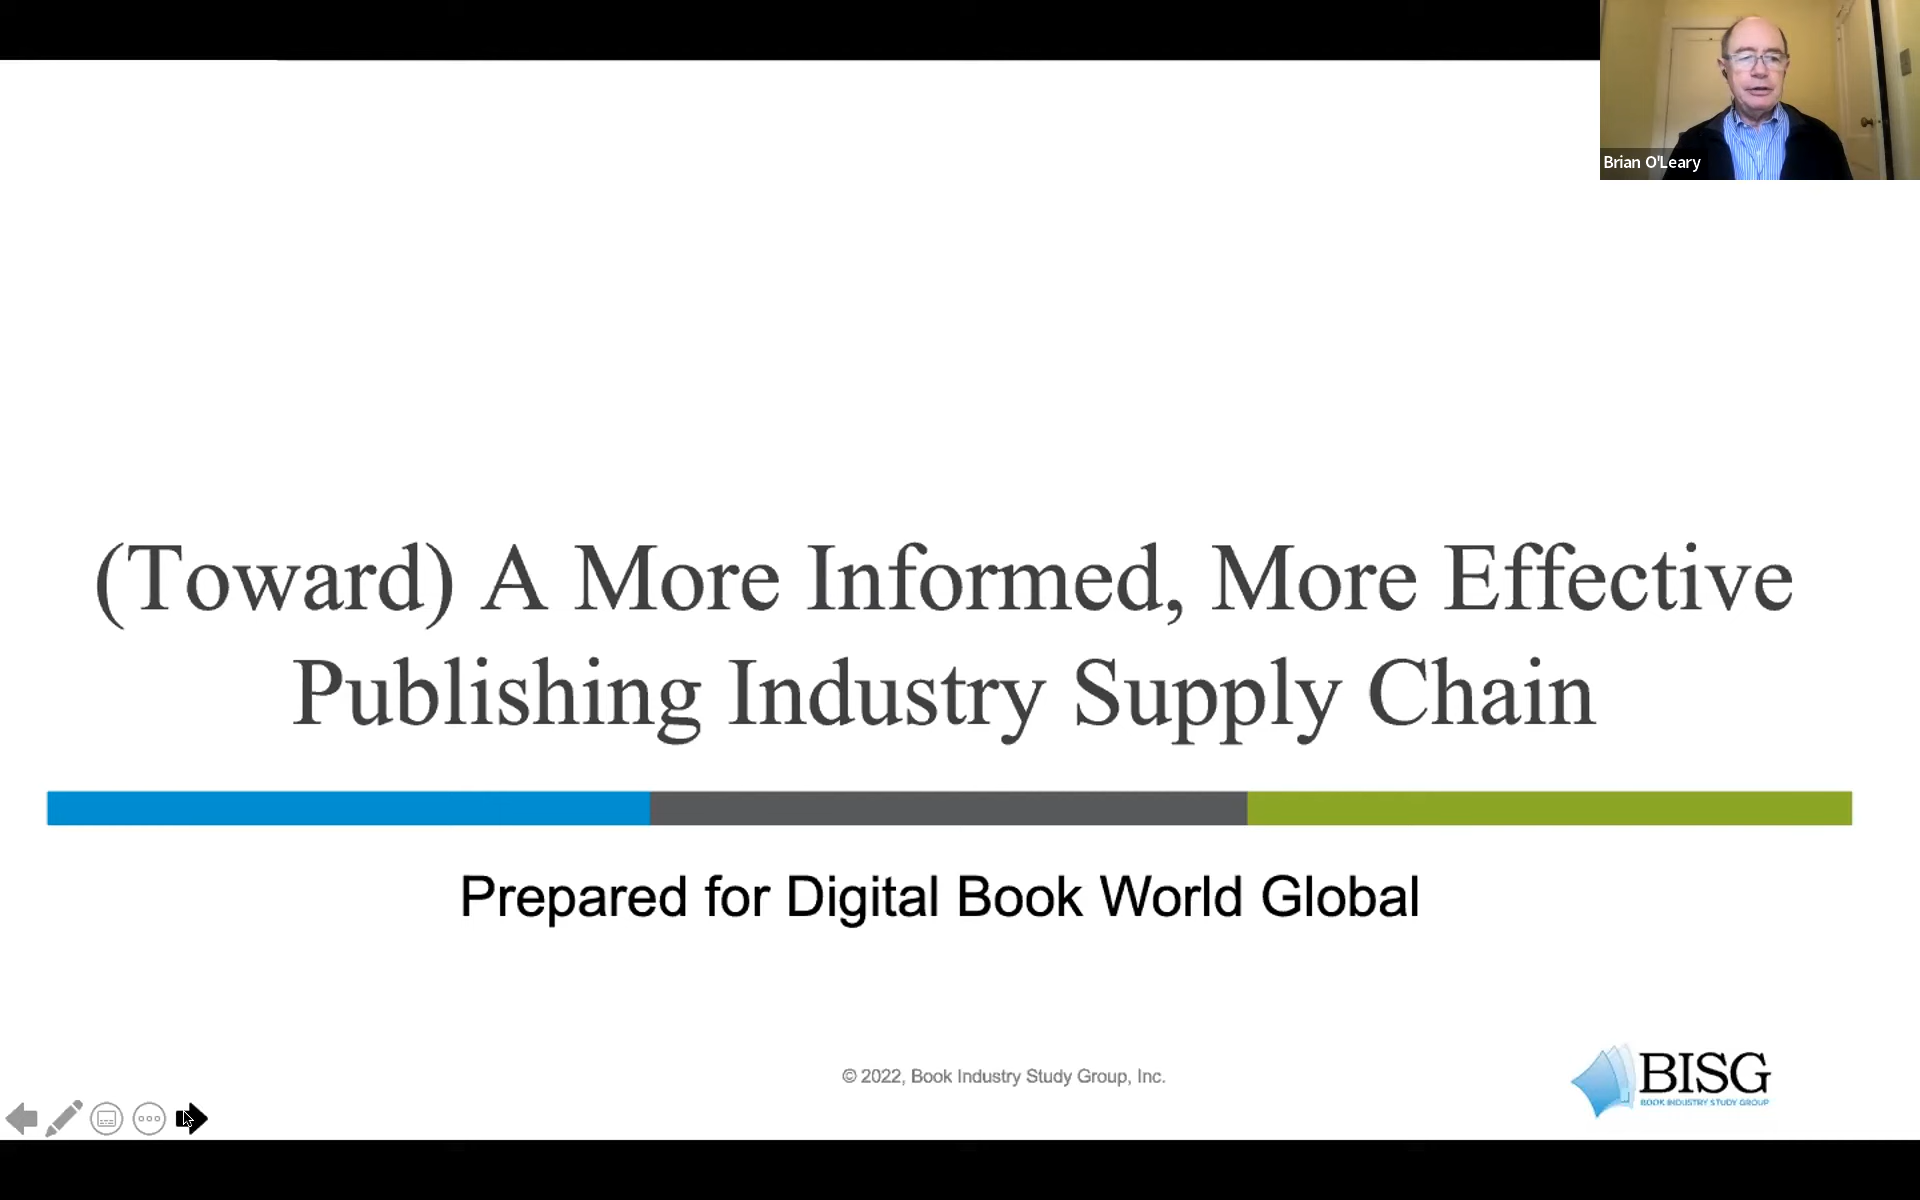 Brian O'Leary
(Toward) A More Informed, More Effective
Publishing Industry Supply Chain
Prepared for Digital Book World Global
© 2022, Book Industry Study Group, Inc.
BISG
BOOK INDUSTRY STUDY GROUP